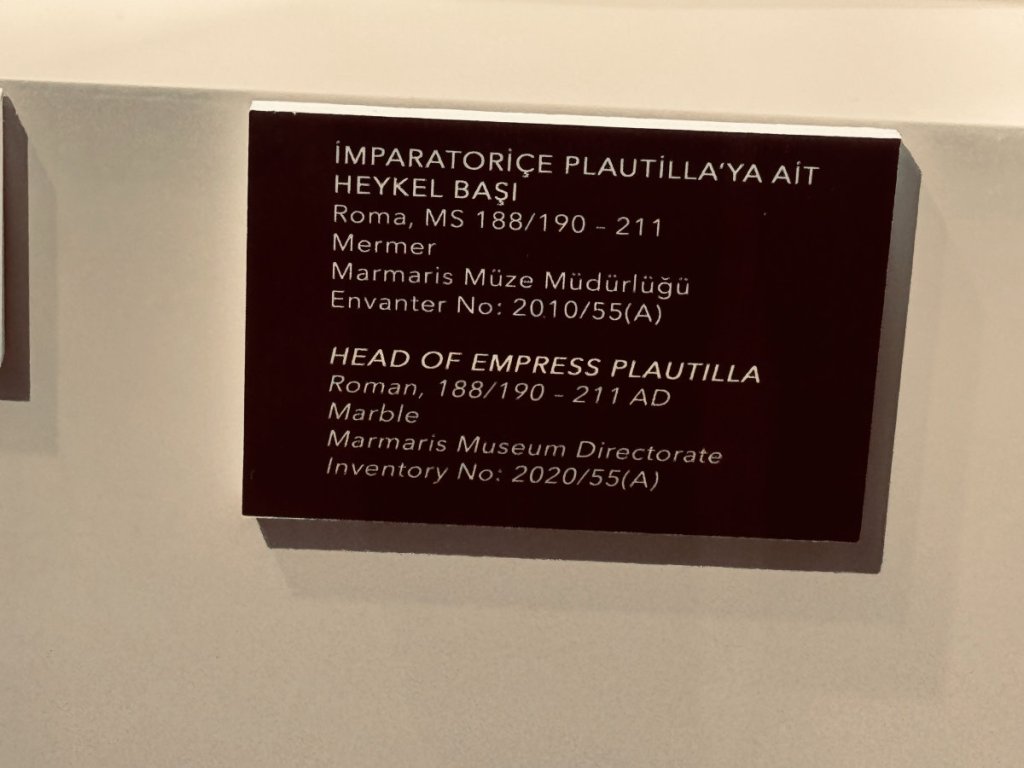 İMPARATORİÇE PLAUTİLLA'YA AİT
HEYKEL BAŞI
Roma, MS 188/190 - 211
Mermer
Marmaris Müze Müdürlüğü
Envanter No: 2010/55(A)
HEAD OF EMPRESS PLAUTILLA
Roman, 188/190 - 211 AD
Marble
Marmaris Museum Directorate
Inventory No: 2020/55(A)